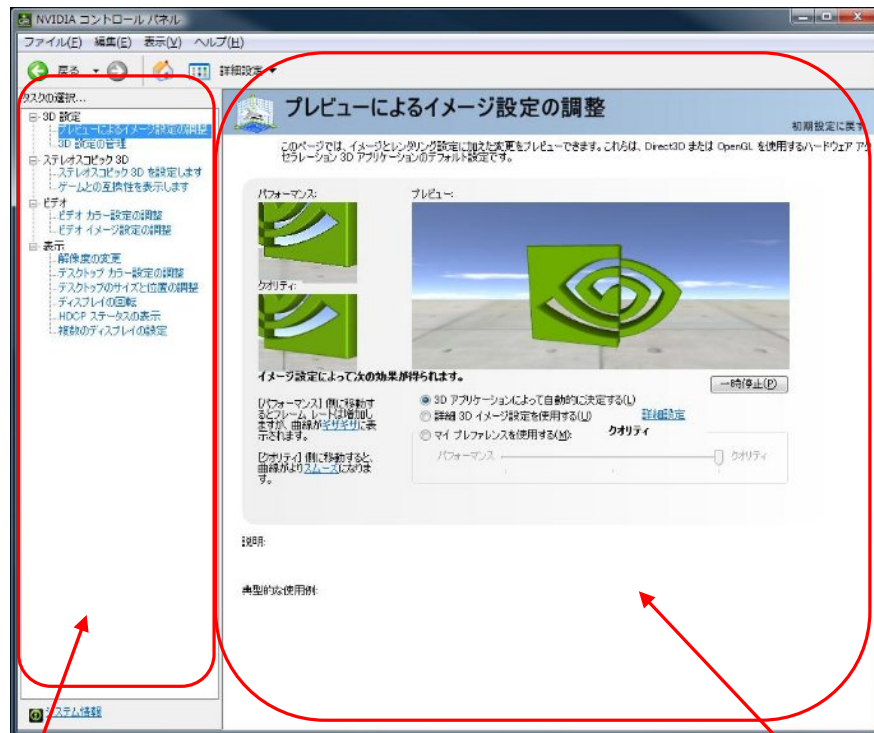 NVIDIA コントロール パネル
ファイル(F) 編集(E) 表示(V) ヘルプ(H)
戻る 詳細設定
タスクの選択...
3D 設定
プレビューによるイメージ設定の調整
3D 設定の管理
ステレオスコピック 3D
ステレオスコピック 3D を設定します
ゲームとの互換性を表示します
ビデオ
ビデオ カラー設定の調整
ビデオ イメージ設定の調整
表示
解像度の変更
デスクトップ カラー設定の調整
デスクトップのサイズと位置の調整
ディスプレイの回転
HDCP ステータスの表示
複数のディスプレイの設定
システム情報
プレビューによるイメージ設定の調整
初期設定に戻す
このページでは、イメージとレンダリング設定に加えた変更をプレビューできます。これらは、Direct3D または OpenGL を使用するハードウェア アク
セラレーション 3D アプリケーションのデフォルト設定です。
パフォーマンス: プレビュー:
クオリティ:
イメージ設定によって次の効果が得られます。
一時停止(P)
[パフォーマンス] 側に移動す
るとフレーム レートは増加し
ますが、曲線がギザギザに表
示されます。
[クオリティ] 側に移動すると、
曲線がよりスムーズになりま
す。
3D アプリケーションによって自動的に決定する(L)
詳細 3D イメージ設定を使用する(U) 詳細設定
マイ プレファレンスを使用する(M): クオリティ
パフォーマンス クオリティ
説明:
典型的な使用例: